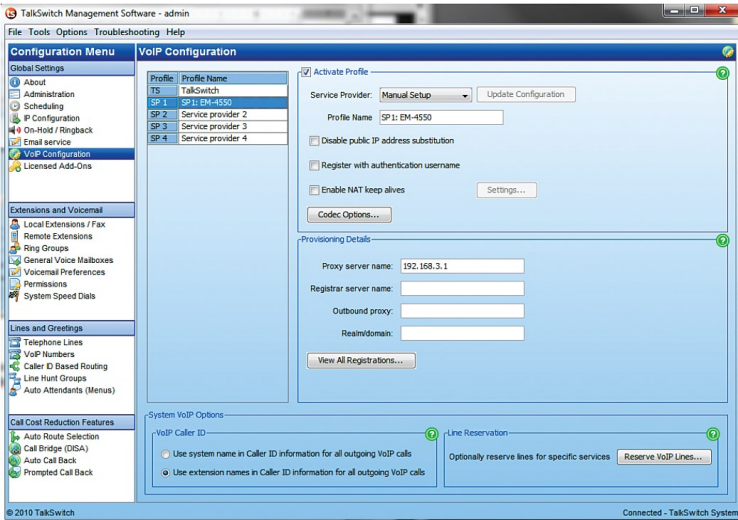 TalkSwitch Management Software - admin
File Tools Options Troubleshooting Help
Configuration Menu
Global Settings
About
Administration
Scheduling
IP Configuration
On-Hold / Ringback
Email service
VoIP Configuration
Licensed Add-Ons
Extensions and Voicemail
Local Extensions / Fax
Remote Extensions
Ring Groups
General Voice Mailboxes
Voicemail Preferences
Permissions
System Speed Dials
Lines and Greetings
Telephone Lines
VoIP Numbers
Caller ID Based Routing
Line Hunt Groups
Auto Attendants (Menus)
Call Cost Reduction Features
Auto Route Selection
Call Bridge (DISA)
Auto Call Back
Prompted Call Back
VoIP Configuration
Profile Profile Name
TS TalkSwitch
SP 1 SP1: EM-4550
SP 2 Service provider 2
SP 3 Service provider 3
SP 4 Service provider 4
Activate Profile
Service Provider: Manual Setup Update Configuration
Profile Name SP1: EM-4550
Disable public IP address substitution
Register with authentication username
Enable NAT keep alives Settings...
Codec Options...
Provisioning Details
Proxy server name: 192.168.3.1
Registrar server name:
Outbound proxy:
Realm/domain:
View All Registrations...
System VoIP Options
VoIP Caller ID
Use system name in Caller ID information for all outgoing VoIP calls
Use extension names in Caller ID information for all outgoing VoIP calls
Line Reservation
Optionally reserve lines for specific services Reserve VoIP Lines...
© 2010 TalkSwitch
Connected - TalkSwitch System